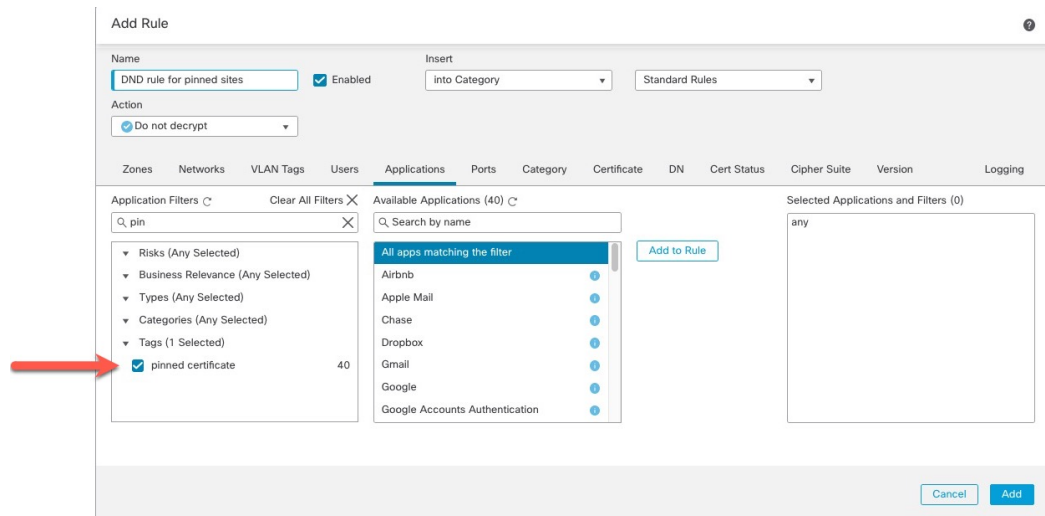 Add Rule
Name
Insert
DND rule for pinned sites
Enabled
into Category
Standard Rules
Action
Do not decrypt
Zones Networks VLAN Tags Users Applications Ports Category Certificate DN Cert Status Cipher Suite Version Logging
Application Filters
Clear All Filters
Available Applications (40)
Selected Applications and Filters (0)
pin
Search by name
any
Risks (Any Selected)
Business Relevance (Any Selected)
Types (Any Selected)
Categories (Any Selected)
Tags (1 Selected)
pinned certificate 40
All apps matching the filter
Airbnb
Apple Mail
Chase
Dropbox
Gmail
Google
Google Accounts Authentication
Add to Rule
Cancel
Add